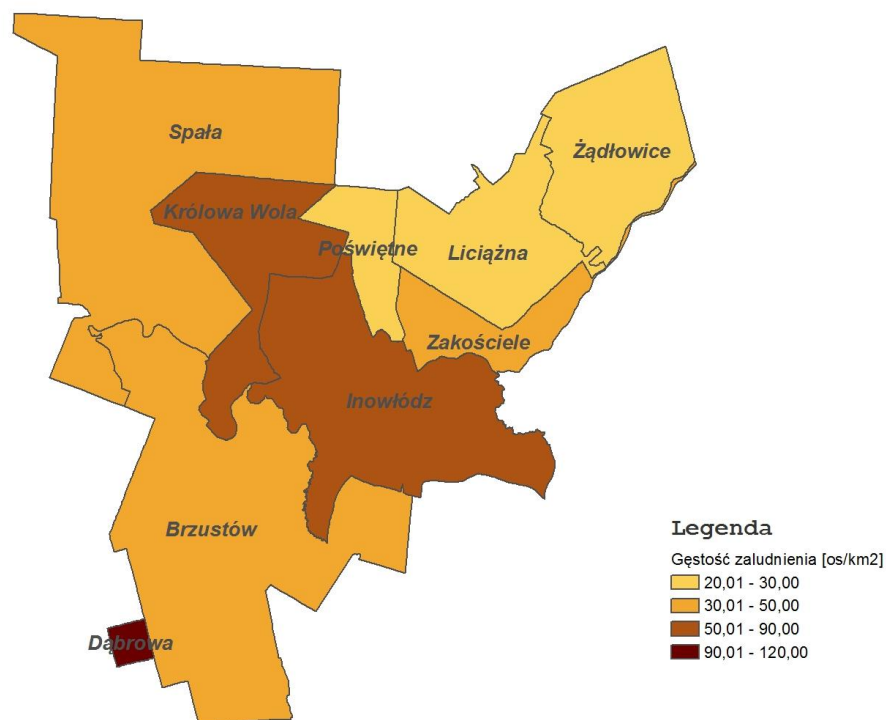 Spała
Żądłowice
Królowa Wola
Poświętne
Liciążna
Zakościele
Inowłódz
Brzustów
Dąbrowa
Legenda
Gęstość zaludnienia [os/km2]
20,01 - 30,00
30,01 - 50,00
50,01 - 90,00
90,01 - 120,00